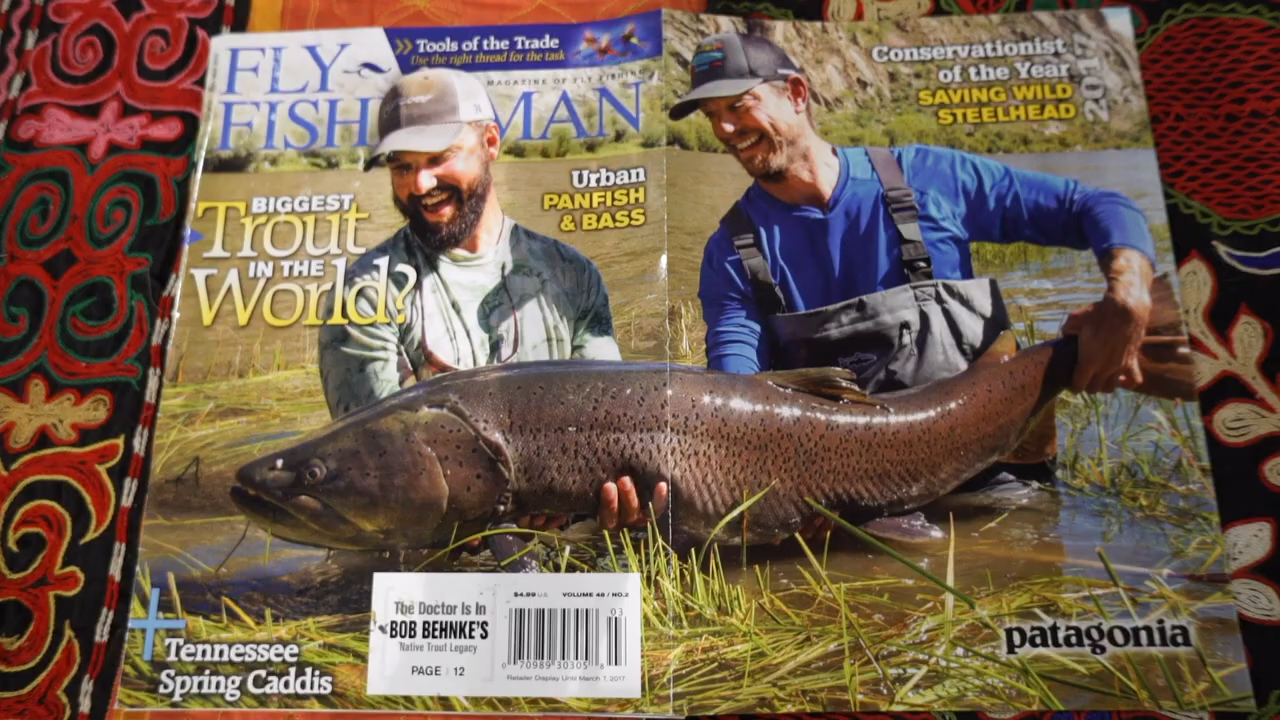 Tools of the Trade
Use the right thread for the task
FLY
FISHERMAN
MAGAZINE OF FLY FISHING
BIGGEST
Trout
IN THE
World?
Urban
PANFISH
& BASS
Conservationist
of the Year
SAVING WILD
STEELHEAD
2017
+
Tennessee
Spring Caddis
The Doctor Is In
BOB BEHNKE'S
Native Trout Legacy
PAGE 12
$4.99 U.S. VOLUME 48 / NO.2
03
0 70989 30305 8
Retailer Display Until March 7, 2017
patagonia